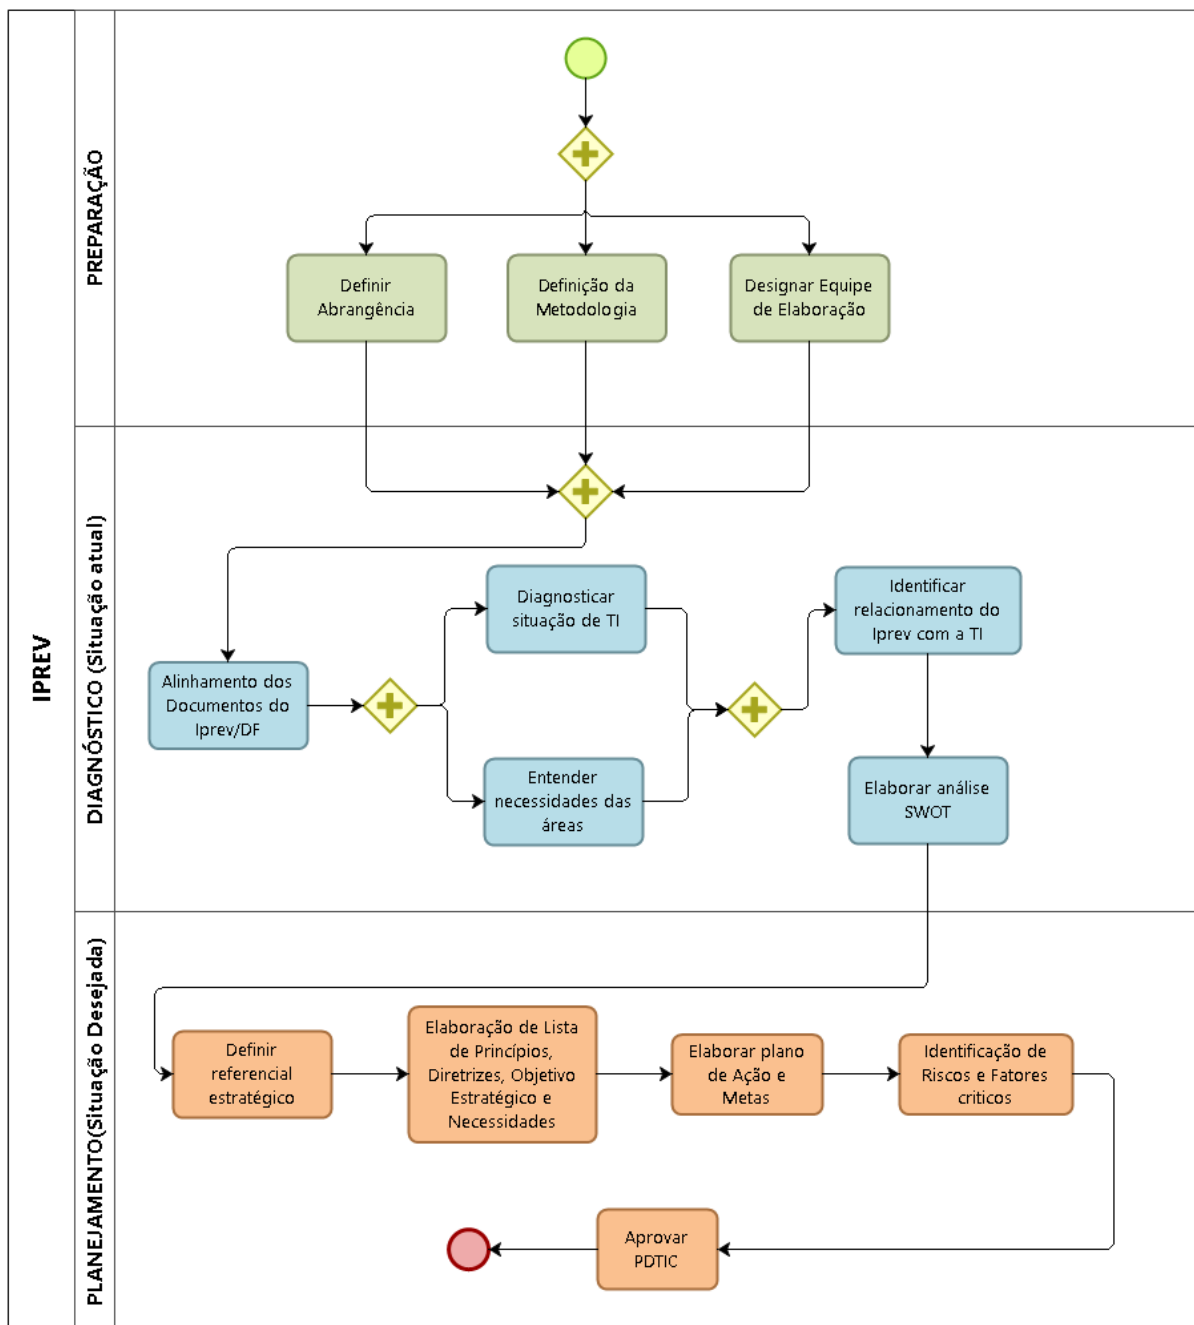 IPREV
PREPARAÇÃO
Definir
Abrangência
Definição da
Metodologia
Designar Equipe
de Elaboração
DIAGNÓSTICO (Situação atual)
Alinhamento dos
Documentos do
Iprev/DF
Diagnosticar
situação de TI
Entender
necessidades das
áreas
Identificar
relacionamento do
Iprev com a TI
Elaborar análise
SWOT
PLANEJAMENTO(Situação Desejada)
Definir
referencial
estratégico
Elaboração de Lista
de Princípios,
Diretrizes, Objetivo
Estratégico e
Necessidades
Elaborar plano
de Ação e
Metas
Identificação de
Riscos e Fatores
criticos
Aprovar
PDTIC